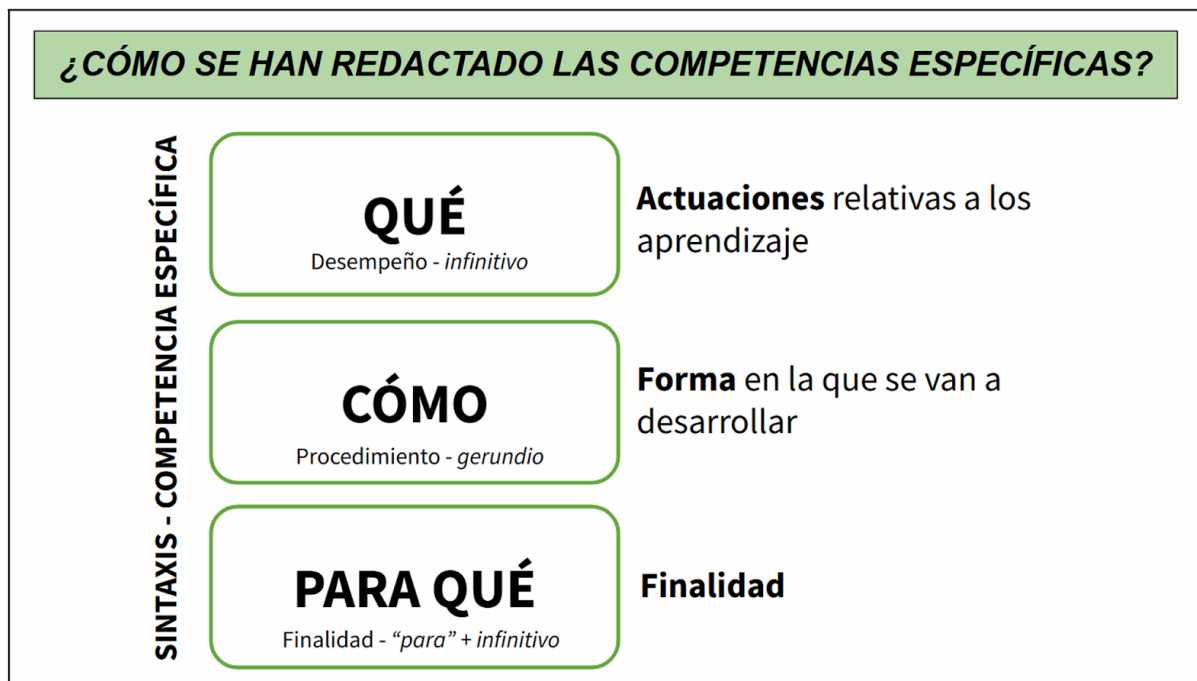 ¿CÓMO SE HAN REDACTADO LAS COMPETENCIAS ESPECÍFICAS?
SINTAXIS - COMPETENCIA ESPECÍFICA
QUÉ
Desempeño - infinitivo
Actuaciones relativas a los
aprendizaje
CÓMO
Procedimiento - gerundio
Forma en la que se van a
desarrollar
PARA QUÉ
Finalidad - “para” + infinitivo
Finalidad